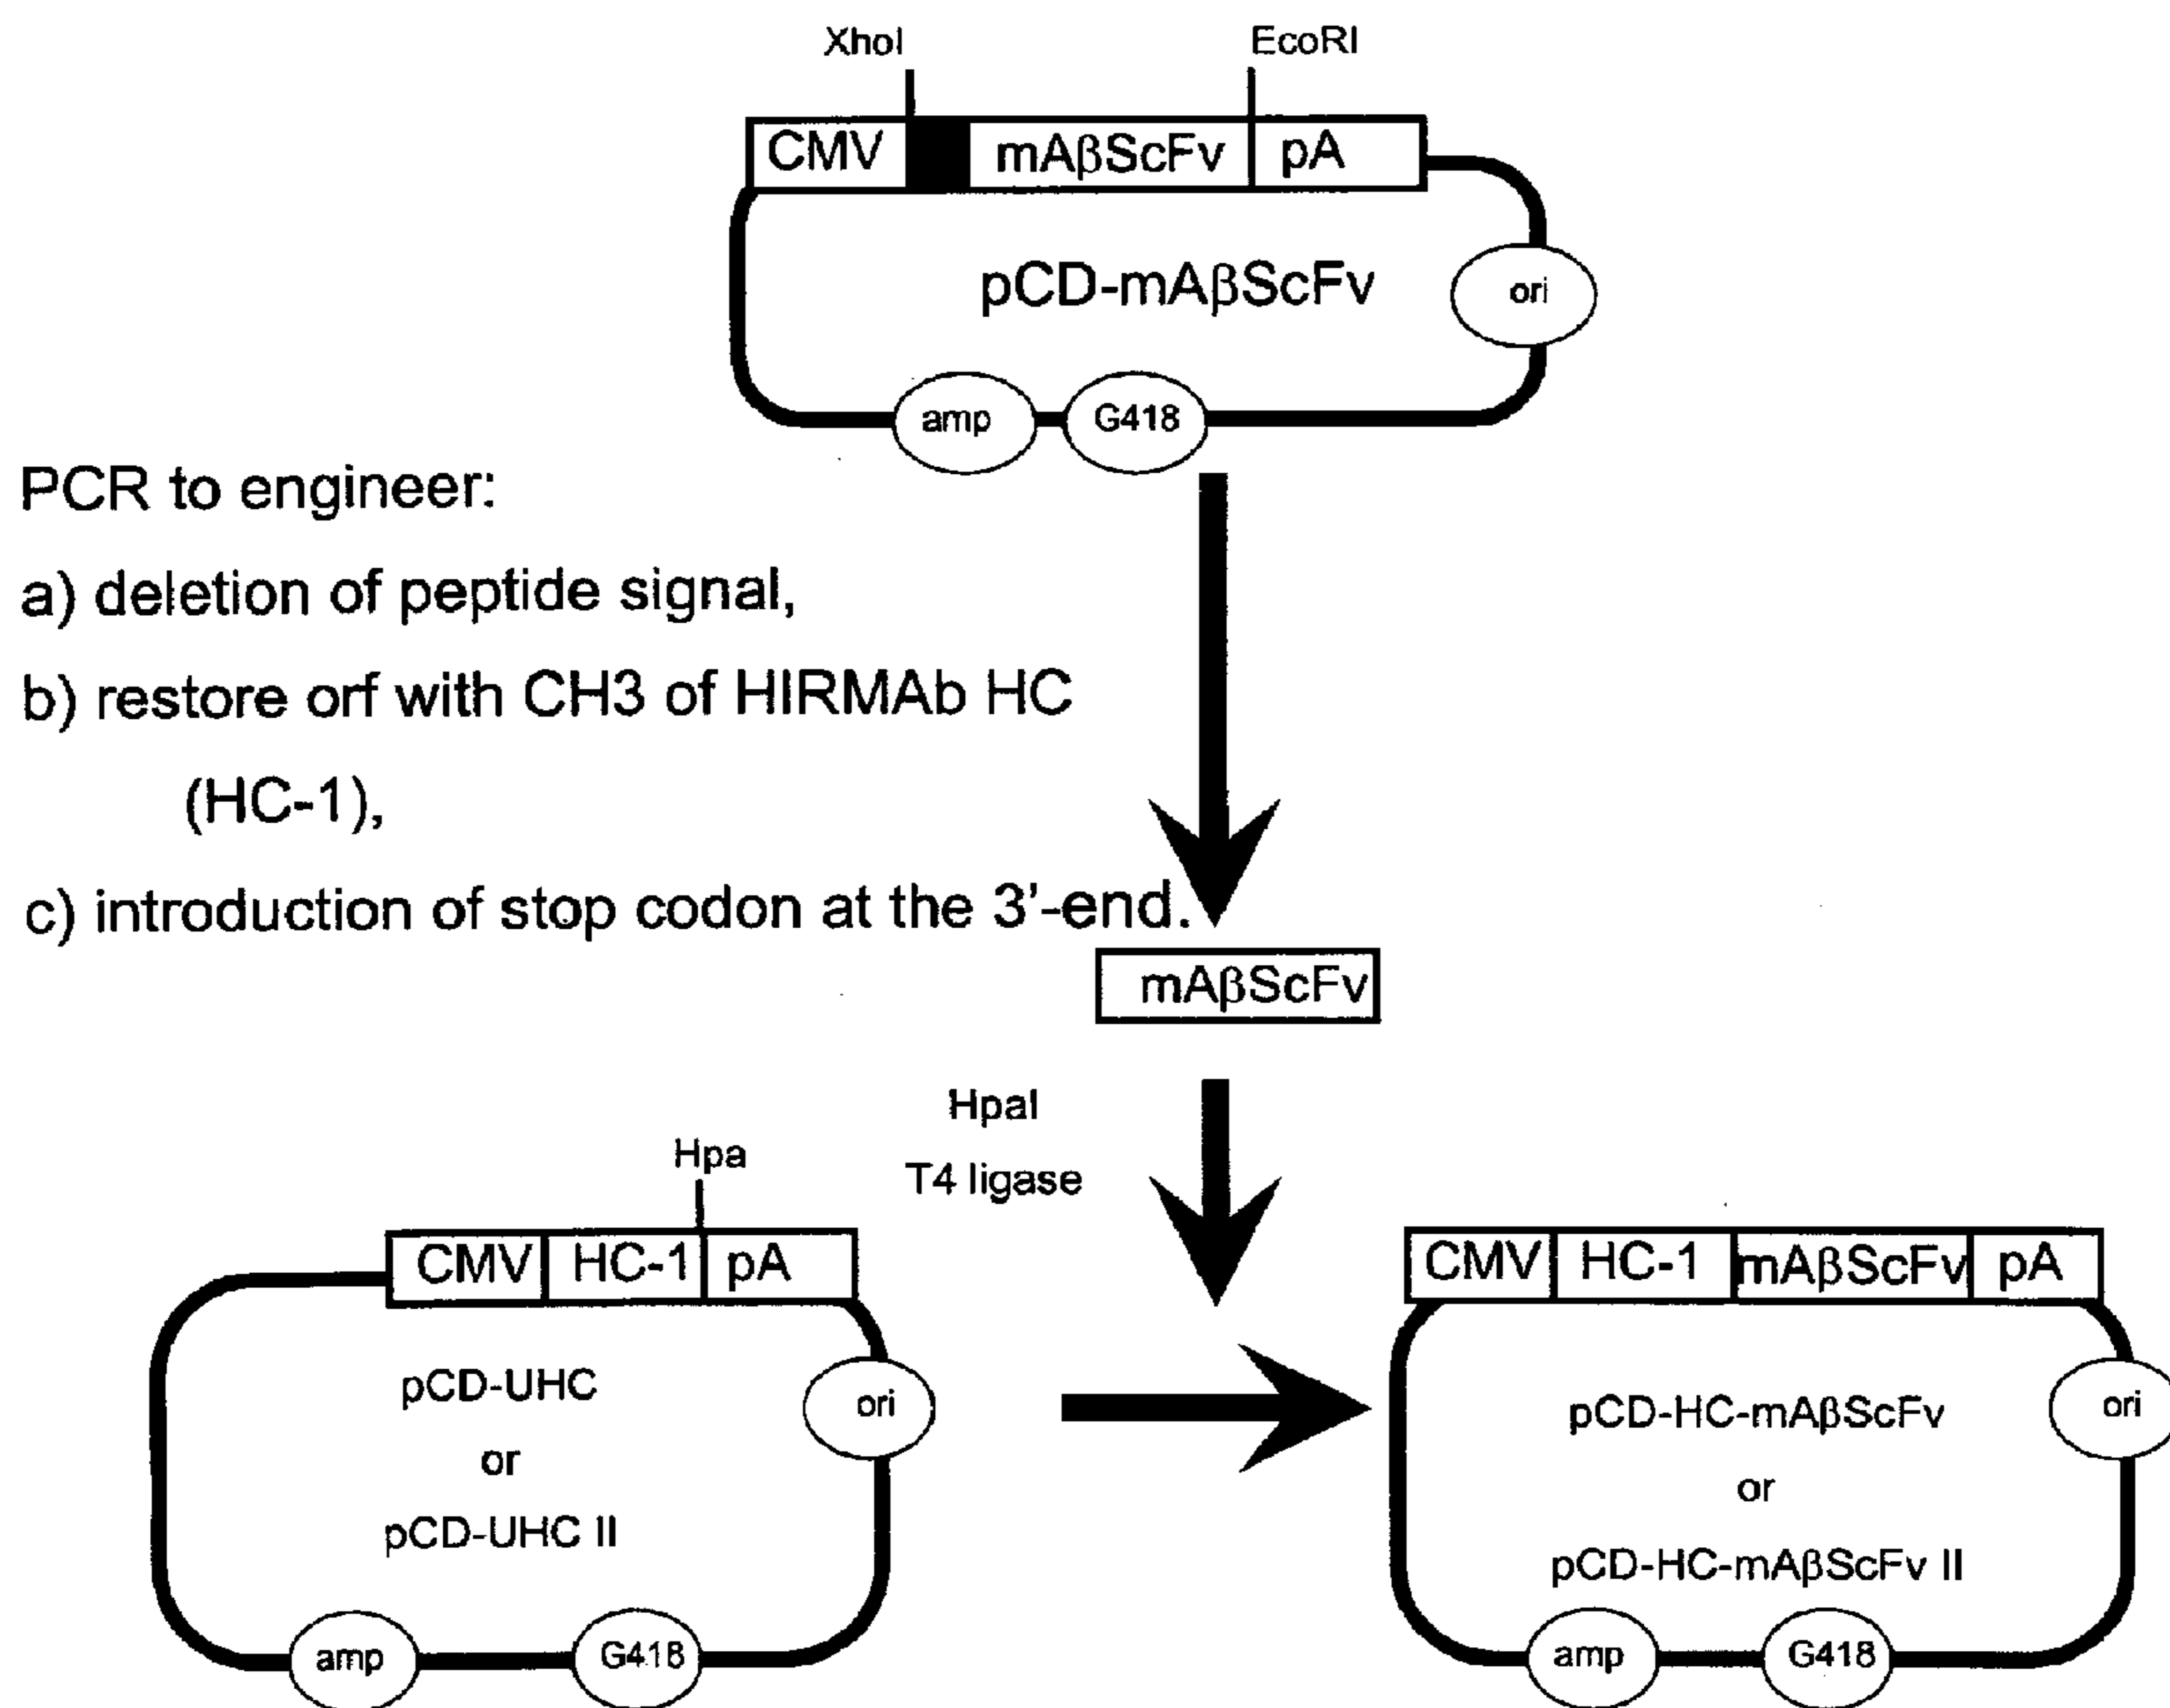 XhoI EcoRI
CMV mAβScFv pA
pCD-mAβScFv
ori
amp G418
PCR to engineer:
a) deletion of peptide signal,
b) restore orf with CH3 of HIRMAb HC
(HC-1),
c) introduction of stop codon at the 3’-end.
mAβScFv
HpaI
T4 ligase
Hpa
CMV HC-1 pA
pCD-UHC
or
pCD-UHC II
ori
amp G418
CMV HC-1 mAβScFv pA
pCD-HC-mAβScFv
or
pCD-HC-mAβScFv II
ori
amp G418